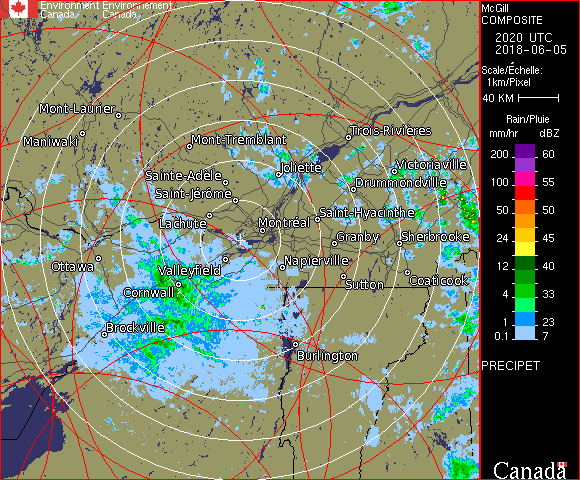 Environment Environnement
Canada Canada
McGill
COMPOSITE
2020 UTC
2018-06-05
Scale/Échelle:
1km/Pixel
40 KM
Rain/Pluie
mm/hr dBZ
200 60
100 55
50 50
24 45
12 40
4 33
1 23
0.1 7
PRECIPET
Canada
Mont-Laurier
Maniwaki
Mont-Tremblant
Trois-Rivières
Joliette
Victoriaville
Sainte-Adèle
Drummondville
Saint-Jérôme
Lachute
Saint-Hyacinthe
Montréal
Granby
Sherbrooke
Ottawa
Valleyfield
Napierville
Cornwall
Sutton
Coaticook
Brockville
Burlington